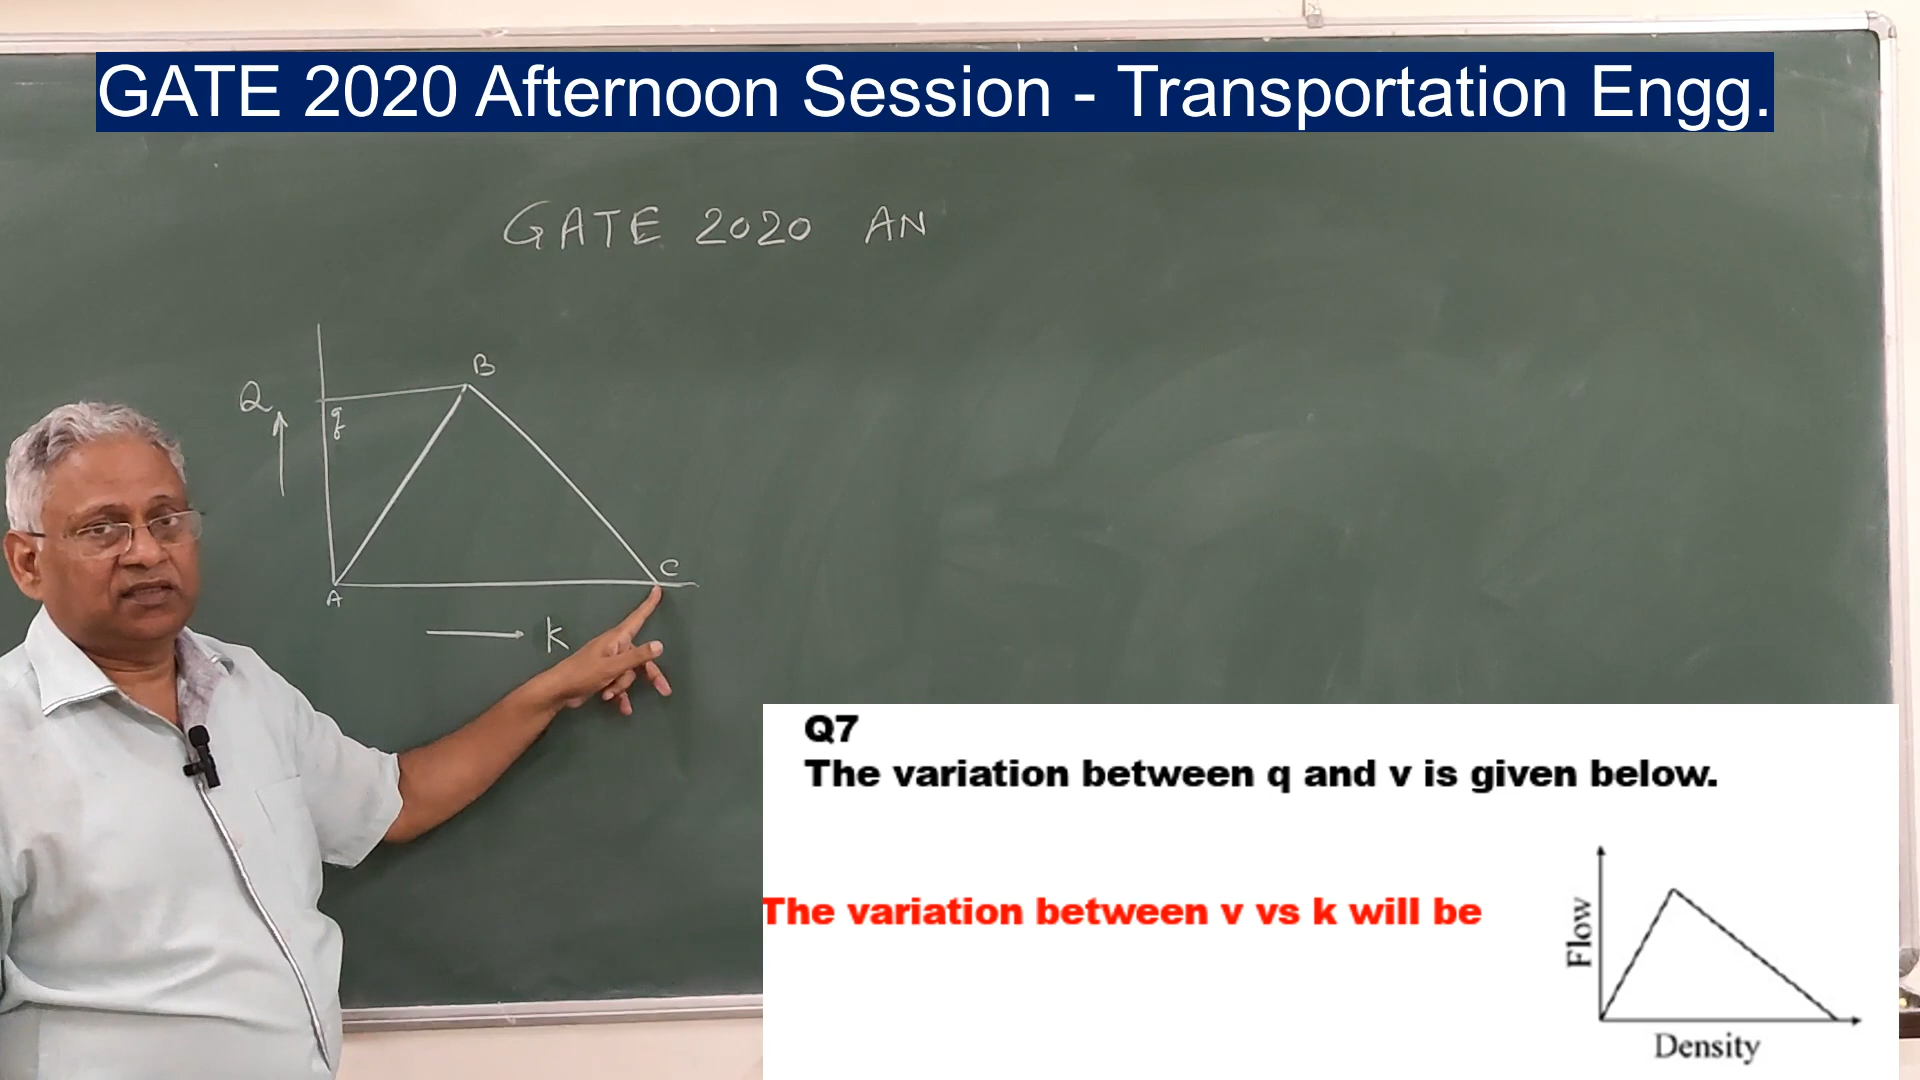 GATE 2020 Afternoon Session - Transportation Engg.
GATE 2020 AN
B
Q
q
C
A
k
Q7
The variation between q and v is given below.
The variation between v vs k will be
Flow
Density